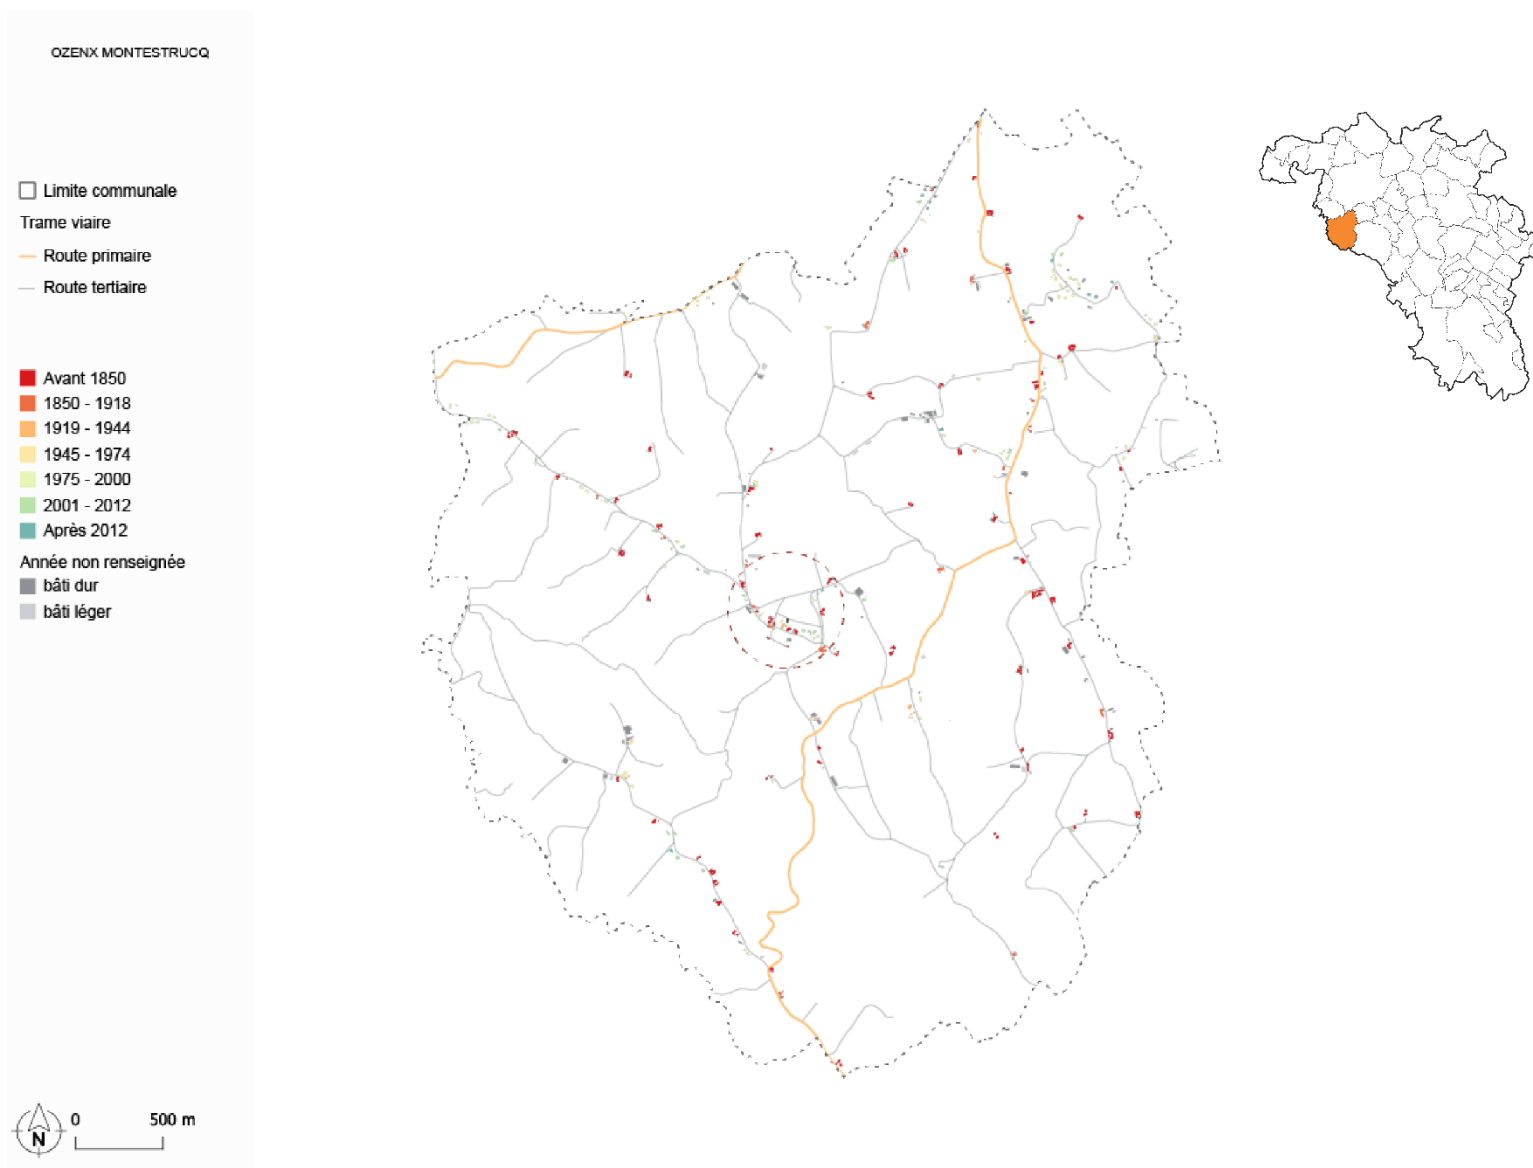 OZENX MONTESTRUCQ
Limite communale
Trame viaire
Route primaire
Route tertiaire
Avant 1850
1850 - 1918
1919 - 1944
1945 - 1974
1975 - 2000
2001 - 2012
Après 2012
Année non renseignée
bâti dur
bâti léger
0 500 m
N